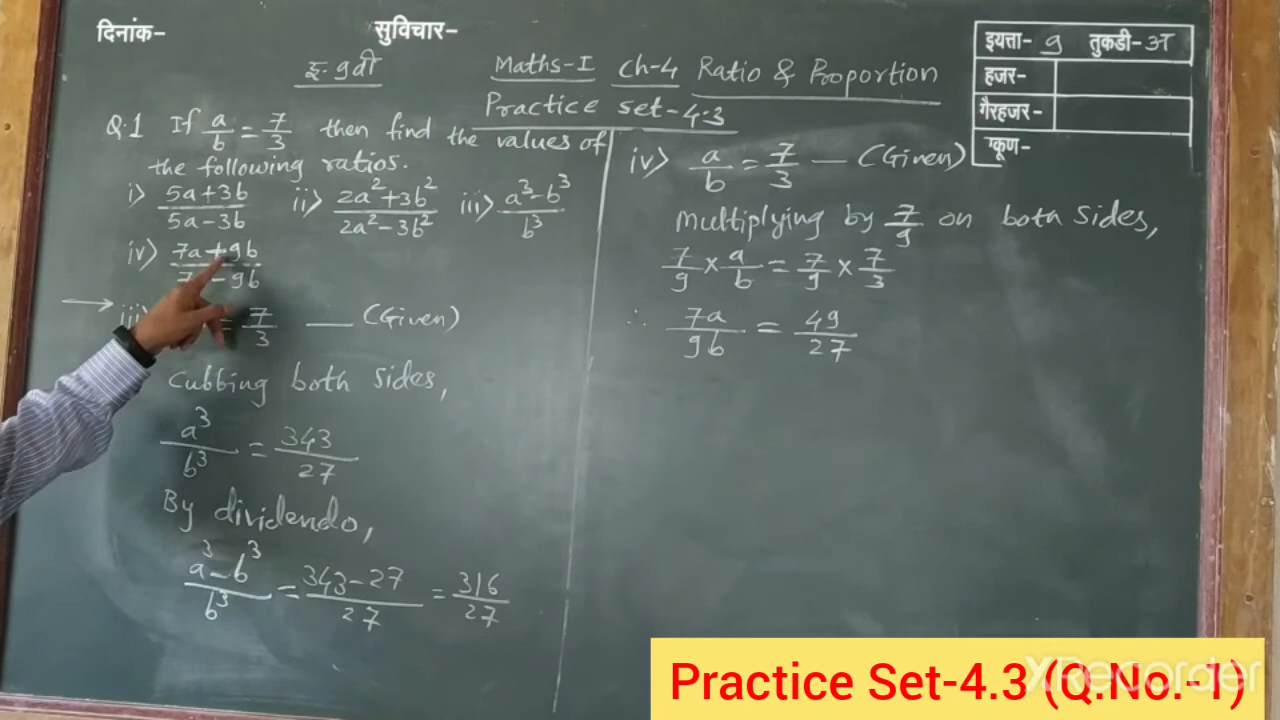 दिनांक-
सुविचार-
इयत्ता- 9 तुकडी- अ
हजर-
गैरहजर-
एकूण-
इ. 9वी
Maths-I Ch-4 Ratio & Proportion
Practice set-4.3
Q.1 If a/b = 7/3 then find the values of
the following ratios.
i) 5a+3b/5a-3b ii) 2a²+3b²/2a²-3b² iii) a³-b³/b³
iv) 7a+9b/7 -9b
iii) = 7/3 — (Given)
Cubbing both sides,
a³/b³ = 343/27
By dividendo,
a³-b³/b³ = 343-27/27 = 316/27
iv) a/b = 7/3 — (Given)
Multiplying by 7/9 on both sides,
7/9 × a/b = 7/9 × 7/3
∴ 7a/9b = 49/27
Practice Set-4.3 (Q.No.-1)
XRecorder